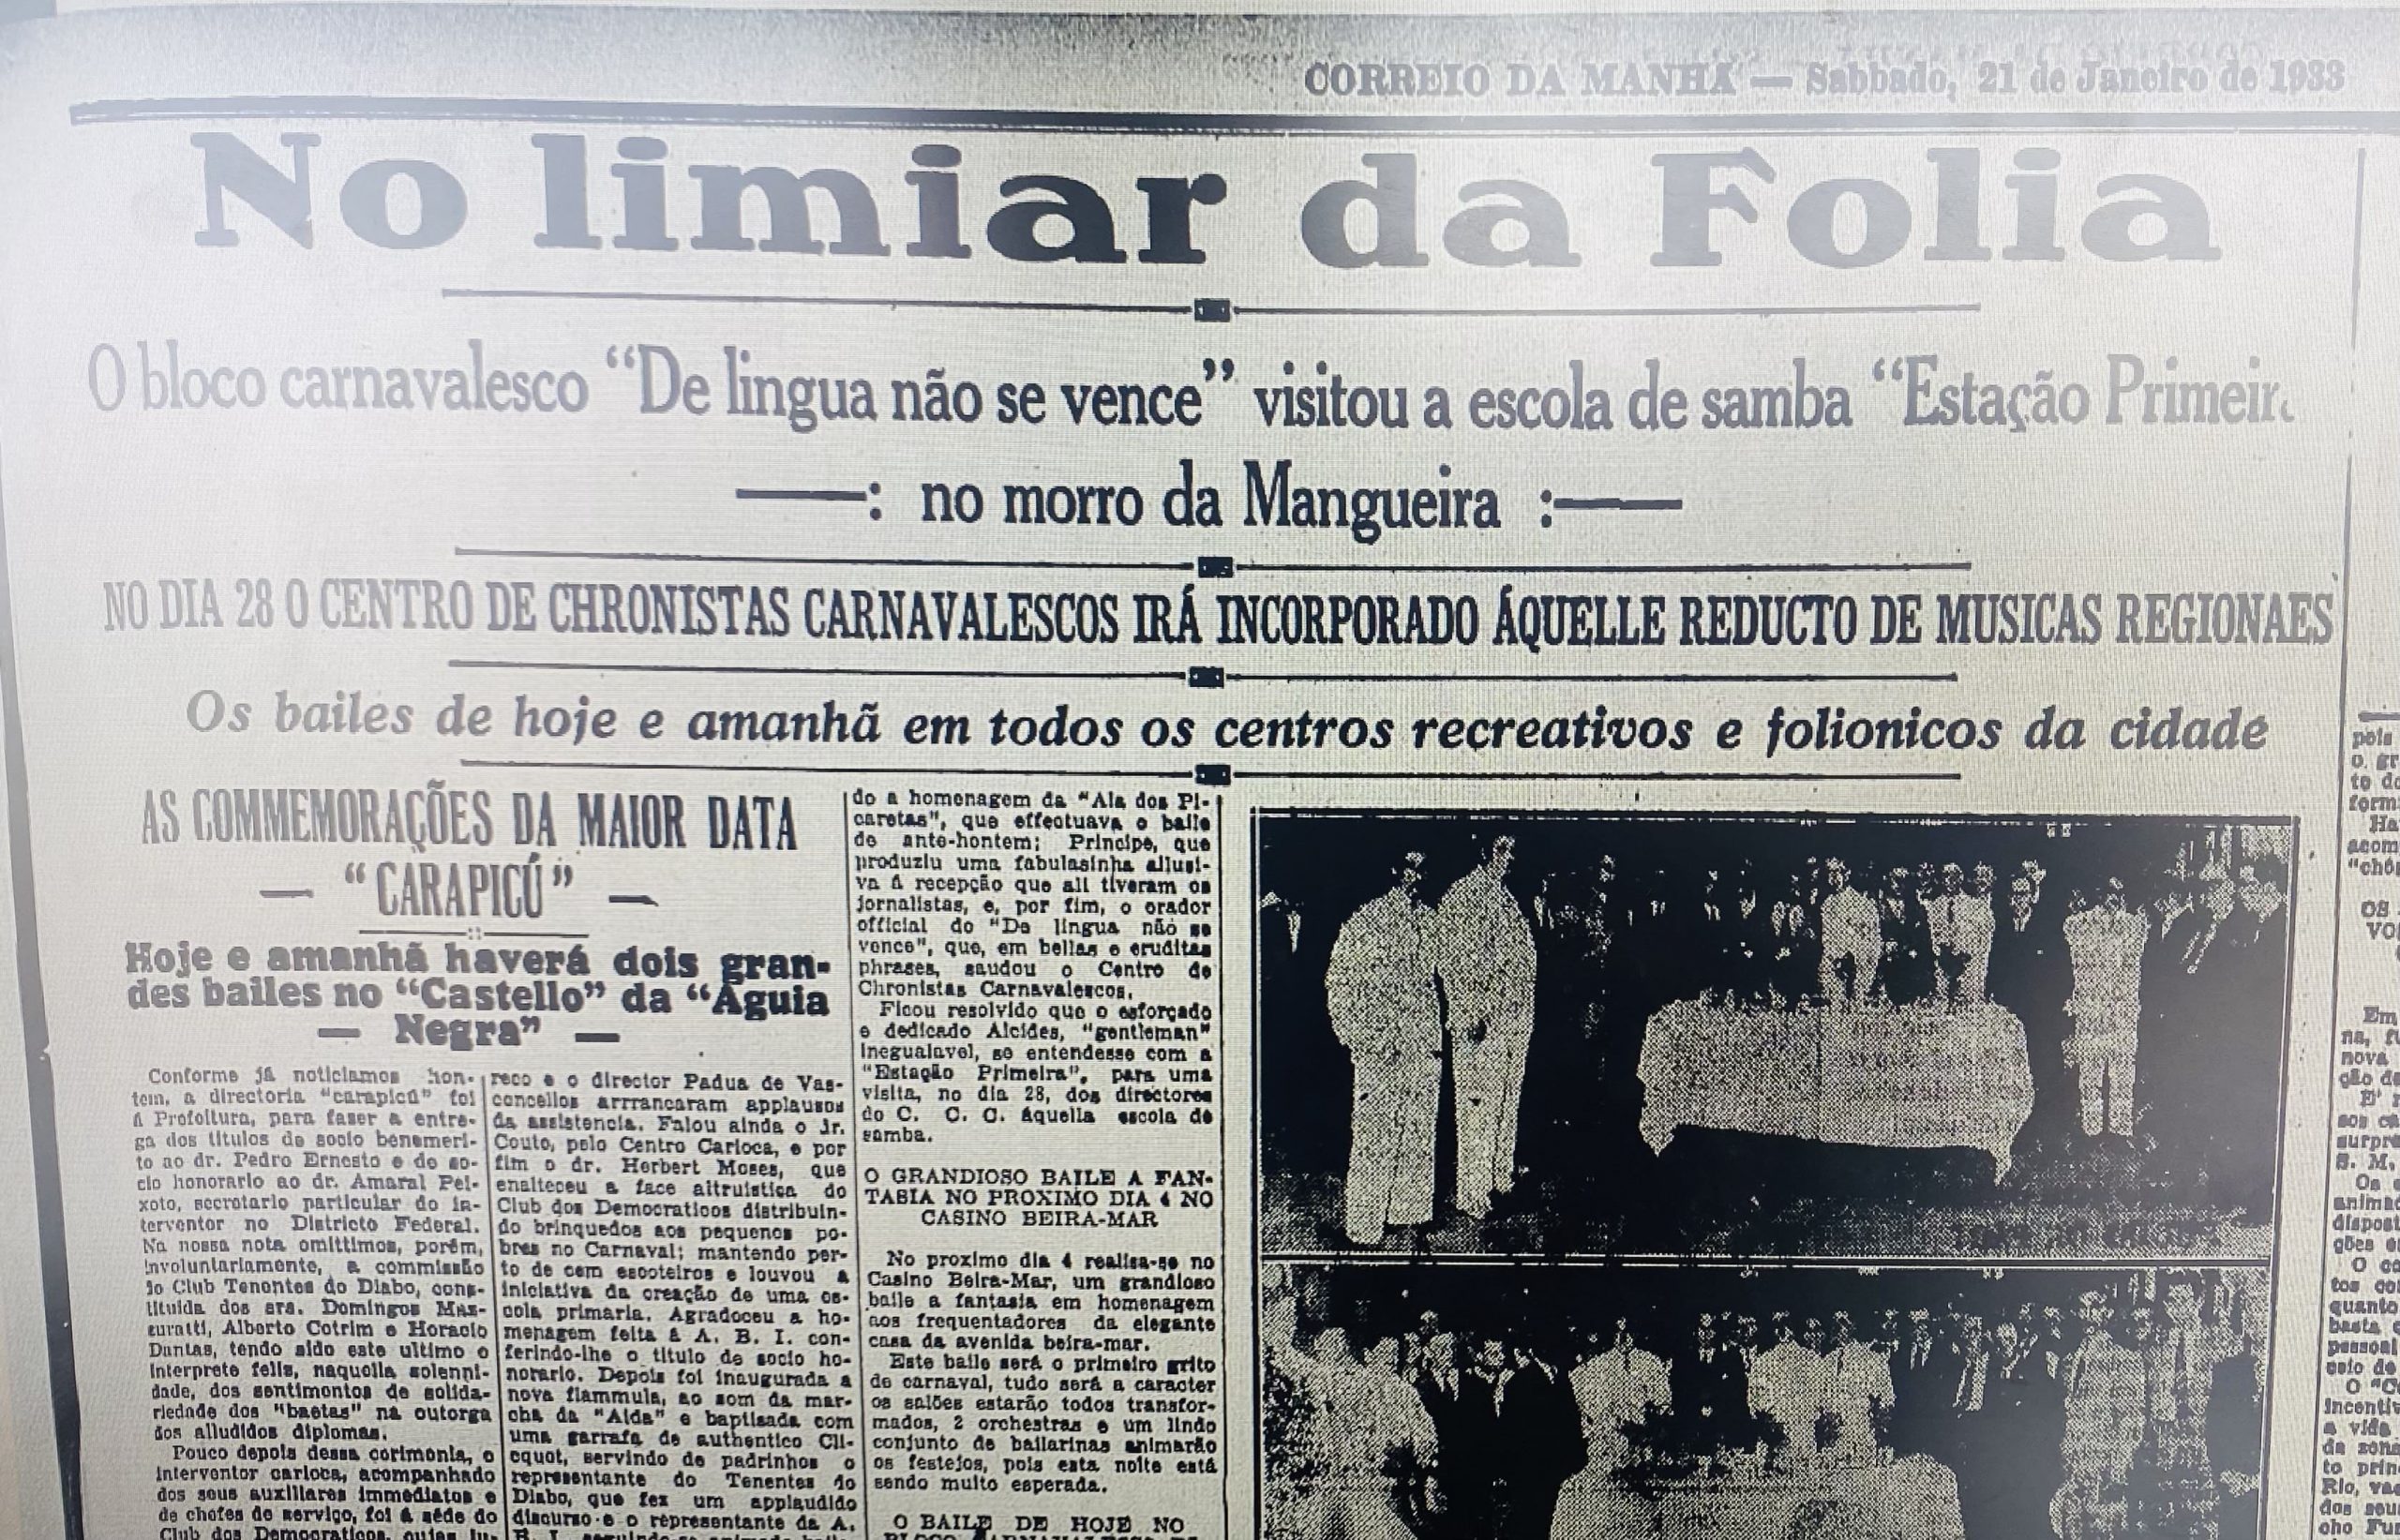 CORREIO DA MANHÃ — Sabbado, 21 de Janeiro de 1933
No limiar da Folia
O bloco carnavalesco “De lingua não se vence” visitou a escola de samba “Estação Primeira
——: no morro da Mangueira :——
NO DIA 28 O CENTRO DE CHRONISTAS CARNAVALESCOS IRÁ INCORPORADO ÁQUELLE REDUCTO DE MUSICAS REGIONAES
Os bailes de hoje e amanhã em todos os centros recreativos e folionicos da cidade
AS COMMEMORAÇÕES DA MAIOR DATA
— “CARAPICÚ” —
Hoje e amanhã haverá dois gran-
des bailes no “Castello” da “Aguia
— Negra” —
Conforme já noticiamos hon-
tem, a directoria "carapicú" foi
á Prefeitura, para fazer a entre-
ga dos titulos de socio benemeri-
to ao dr. Pedro Ernesto e de so-
cio honorario ao dr. Amaral Pei-
xoto, secretario particular do in-
terventor no Districto Federal.
Na nossa nota omittimos, porém,
involuntariamente, a commissão
do Club Tenentes do Diabo, cons-
tituida dos srs. Domingos Maz-
zuratti, Alberto Cotrim e Horacio
Dantas, tendo sido este ultimo o
interprete feliz, naquella solenni-
dade, dos sentimentos de solida-
riedade dos "baetas" na outorga
dos alludidos diplomas.
Pouco depois dessa cerimonia, o
interventor carioca, acompanhado
dos seus auxiliares immediatos e
de chefes de serviço, foi á séde do
Club dos Democraticos, cujas lu-
reco e o director Padua de Vas-
concellos arrrancaram applausos
da assistencia. Falou ainda o jr.
Couto, pelo Centro Carioca, e por
fim o dr. Herbert Moses, que
enalteceu a face altruistica do
Club dos Democraticos distribuin-
do brinquedos aos pequenos po-
bres no Carnaval; mantendo per-
to de cem escoteiros e louvou a
iniciativa da creação de uma es-
cola primaria. Agradoceu a ho-
menagem feita á A. B. I. con-
ferindo-lhe o titulo de socio ho-
norario. Depois foi inaugurada a
nova flammula, ao som da mar-
cha da "Aida" e baptisada com
uma garrafa de authentico Cli-
cquot, servindo de padrinhos o
representante do Tenentes do
Diabo, que fez um applaudido
discurso e o representante da A.
do a homenagem da "Ala dos Pi-
caretas", que effectuava o baile
de ante-hontem; Principe, que
produziu uma fabulasinha allusi-
va á recepção que ali tiveram os
jornalistas, e, por fim, o orador
official do "De lingua não se
vence", que, em bellas e eruditas
phrases, saudou o Centro de
Chronistas Carnavalescos.
Ficou resolvido que o esforçado
e dedicado Alcides, "gentleman"
inegualavel, se entendesse com a
"Estação Primeira", para uma
visita, no dia 28, dos directores
do C. C. C. áquella escola de
samba.
O GRANDIOSO BAILE A FAN-
TASIA NO PROXIMO DIA 4 NO
CASINO BEIRA-MAR
No proximo dia 4 realisa-se no
Casino Beira-Mar, um grandioso
baile a fantasia em homenagem
aos frequentadores da elegante
casa da avenida beira-mar.
Este baile será o primeiro grito
de carnaval, tudo será a caracter
os salões estarão todos transfor-
mados, 2 orchestras e um lindo
conjunto de bailarinas animarão
os festejos, pois esta noite está
sendo muito esperada.
O BAILE DE HOJE NO